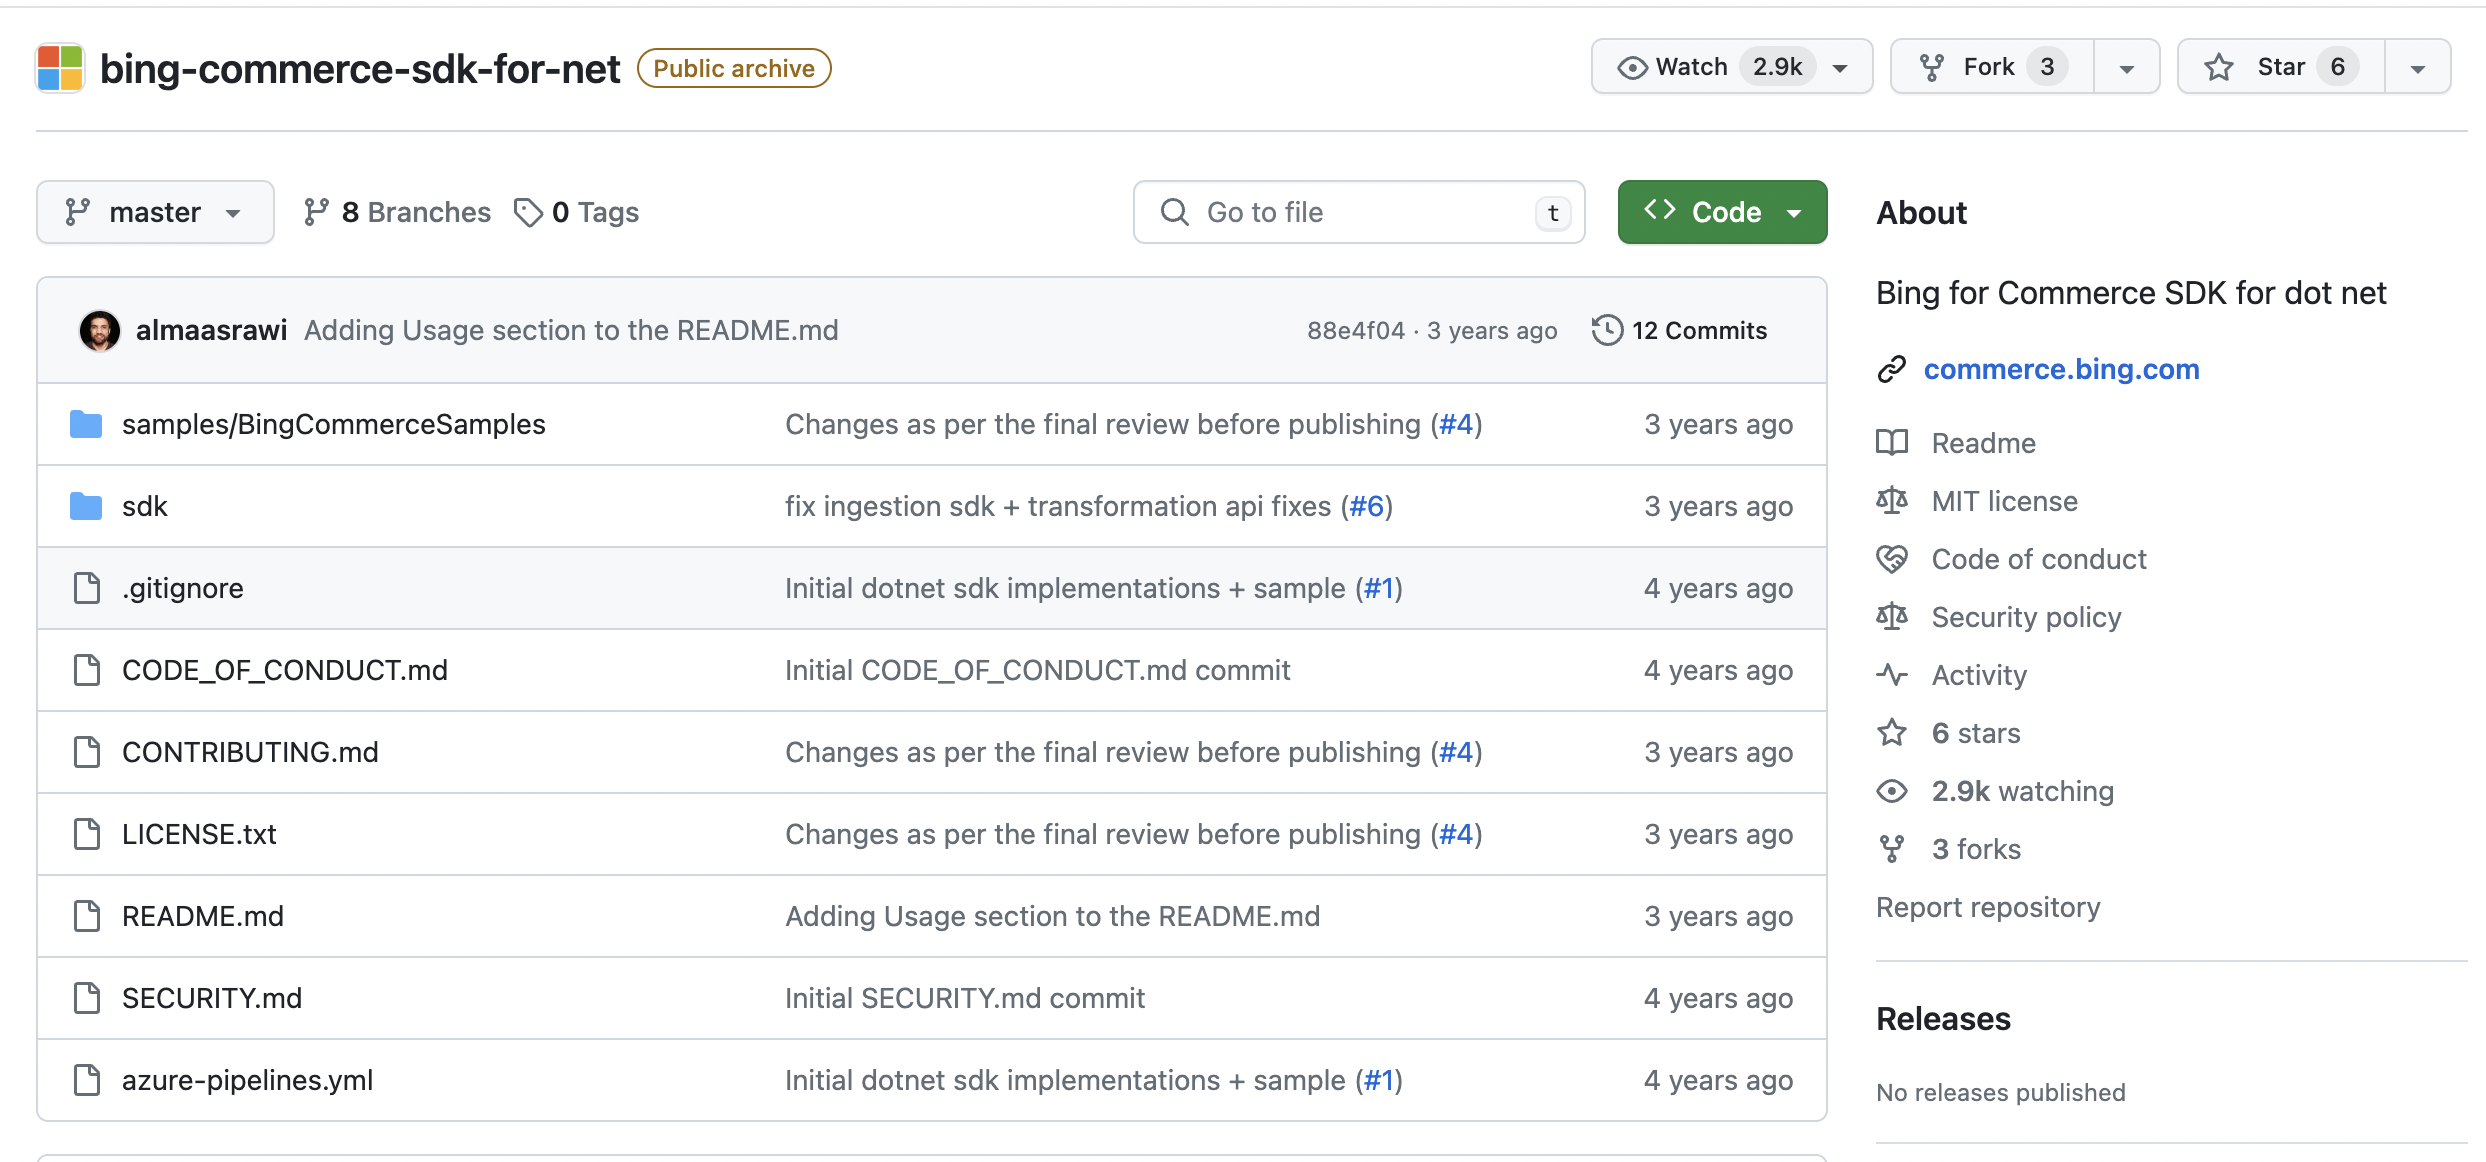 bing-commerce-sdk-for-net Public archive Watch 2.9k Fork 3 Star 6
master 8 Branches 0 Tags Go to file t Code
almaasrawi Adding Usage section to the README.md 88e4f04 · 3 years ago 12 Commits
samples/BingCommerceSamples Changes as per the final review before publishing (#4) 3 years ago
sdk fix ingestion sdk + transformation api fixes (#6) 3 years ago
.gitignore Initial dotnet sdk implementations + sample (#1) 4 years ago
CODE_OF_CONDUCT.md Initial CODE_OF_CONDUCT.md commit 4 years ago
CONTRIBUTING.md Changes as per the final review before publishing (#4) 3 years ago
LICENSE.txt Changes as per the final review before publishing (#4) 3 years ago
README.md Adding Usage section to the README.md 3 years ago
SECURITY.md Initial SECURITY.md commit 4 years ago
azure-pipelines.yml Initial dotnet sdk implementations + sample (#1) 4 years ago
About
Bing for Commerce SDK for dot net
commerce.bing.com
Readme
MIT license
Code of conduct
Security policy
Activity
6 stars
2.9k watching
3 forks
Report repository
Releases
No releases published